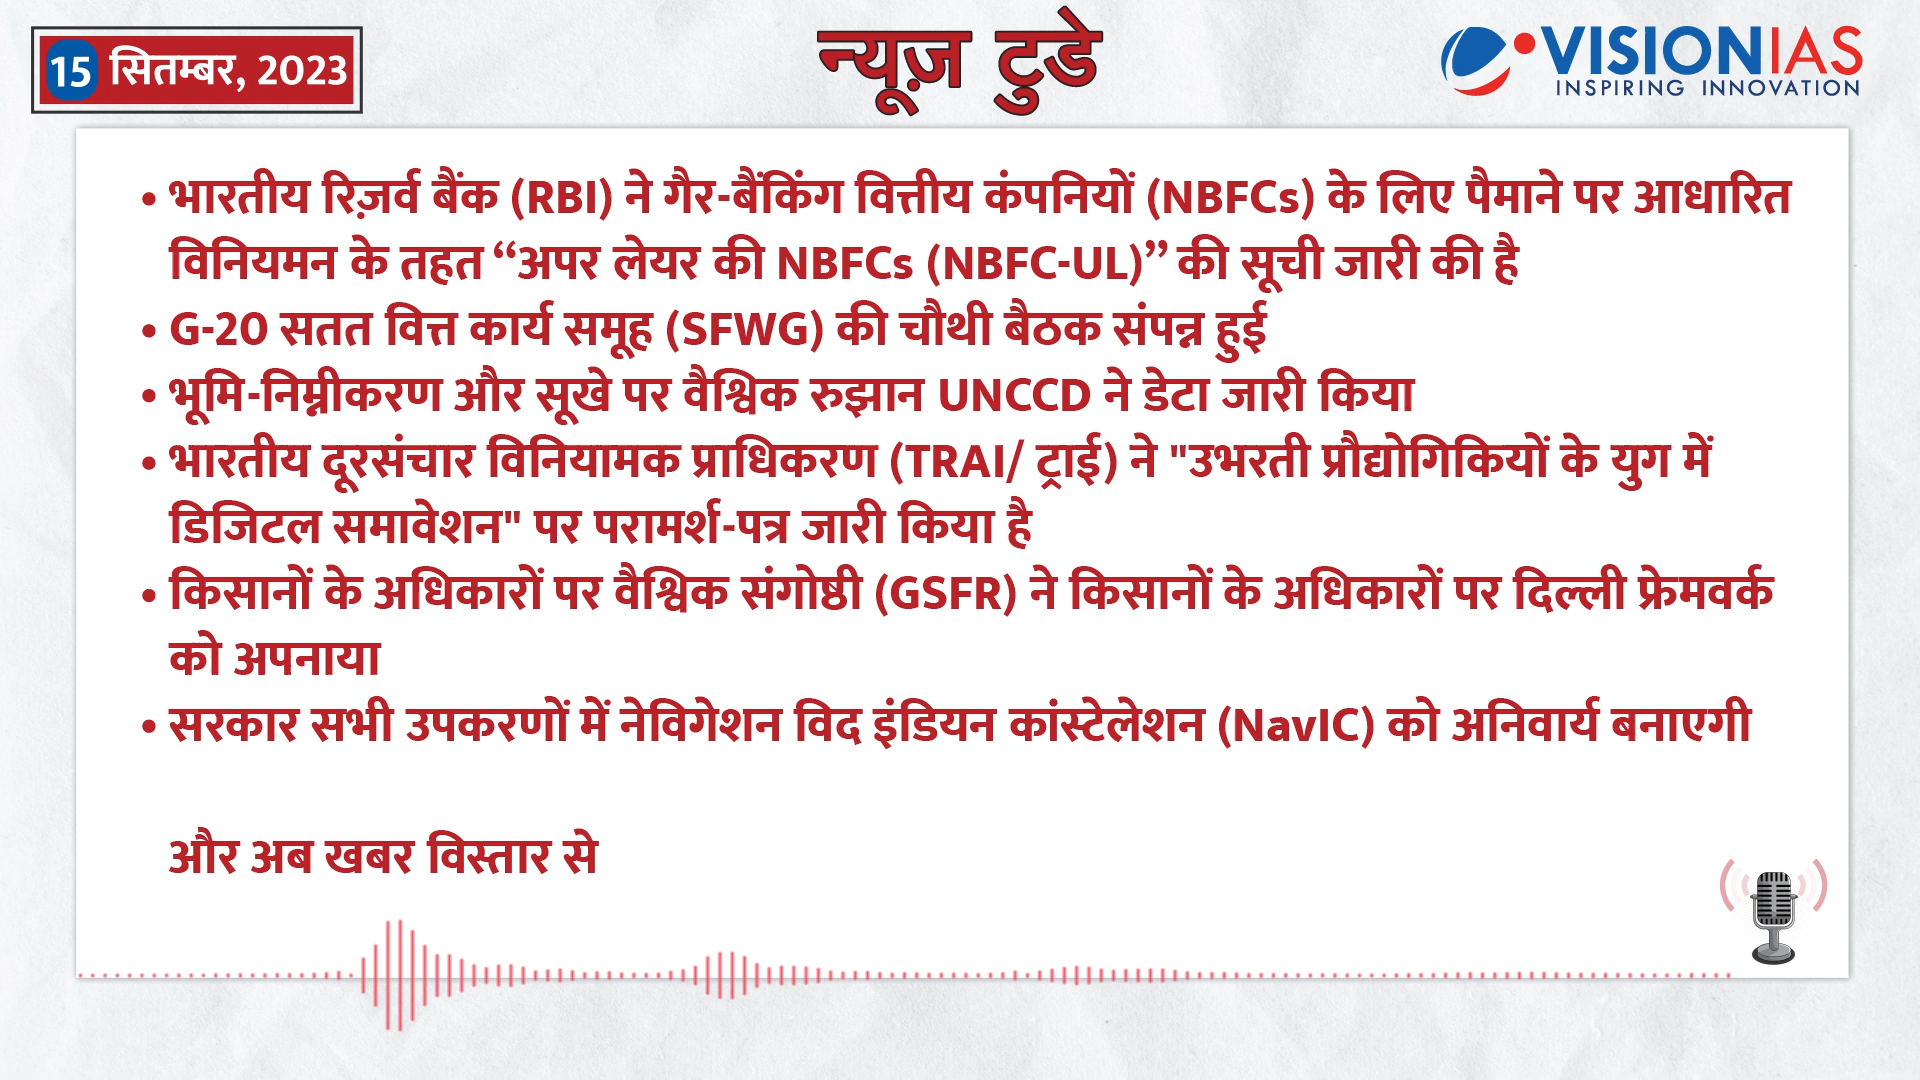 15 सितम्बर, 2023
न्यूज़ टुडे
VISIONIAS
INSPIRING INNOVATION
• भारतीय रिज़र्व बैंक (RBI) ने गैर-बैंकिंग वित्तीय कंपनियों (NBFCs) के लिए पैमाने पर आधारित
विनियमन के तहत “अपर लेयर की NBFCs (NBFC-UL)” की सूची जारी की है
• G-20 सतत वित्त कार्य समूह (SFWG) की चौथी बैठक संपन्न हुई
• भूमि-निम्नीकरण और सूखे पर वैश्विक रुझान UNCCD ने डेटा जारी किया
• भारतीय दूरसंचार विनियामक प्राधिकरण (TRAI/ ट्राई) ने "उभरती प्रौद्योगिकियों के युग में
डिजिटल समावेशन" पर परामर्श-पत्र जारी किया है
• किसानों के अधिकारों पर वैश्विक संगोष्ठी (GSFR) ने किसानों के अधिकारों पर दिल्ली फ्रेमवर्क
को अपनाया
• सरकार सभी उपकरणों में नेविगेशन विद इंडियन कांस्टेलेशन (NavIC) को अनिवार्य बनाएगी
और अब खबर विस्तार से